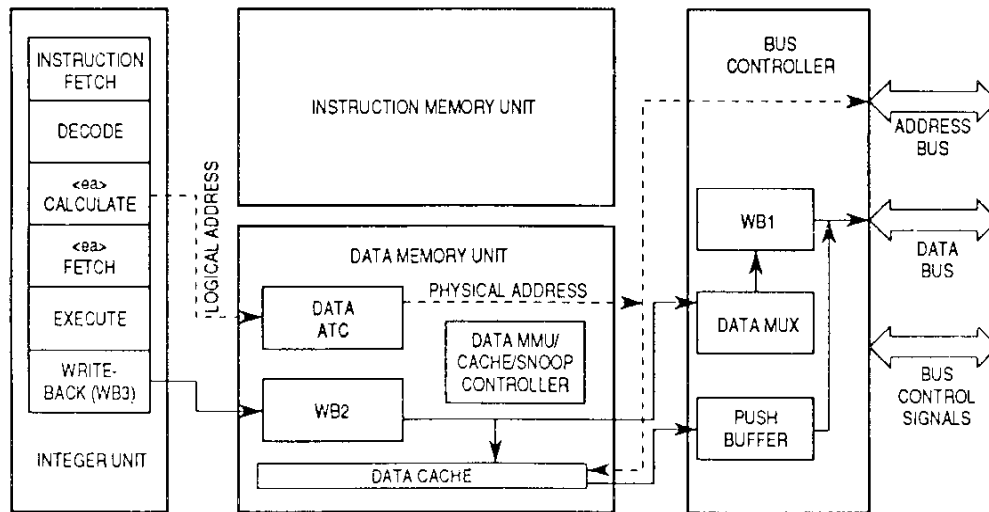 INSTRUCTION
FETCH
DECODE
<ea>
CALCULATE
<ea>
FETCH
EXECUTE
WRITE-
BACK (WB3)
INTEGER UNIT
LOGICAL ADDRESS
INSTRUCTION MEMORY UNIT
DATA MEMORY UNIT
DATA
ATC
PHYSICAL ADDRESS
DATA MMU/
CACHE/SNOOP
CONTROLLER
WB2
DATA CACHE
BUS
CONTROLLER
WB1
DATA MUX
PUSH
BUFFER
ADDRESS
BUS
DATA
BUS
BUS
CONTROL
SIGNALS